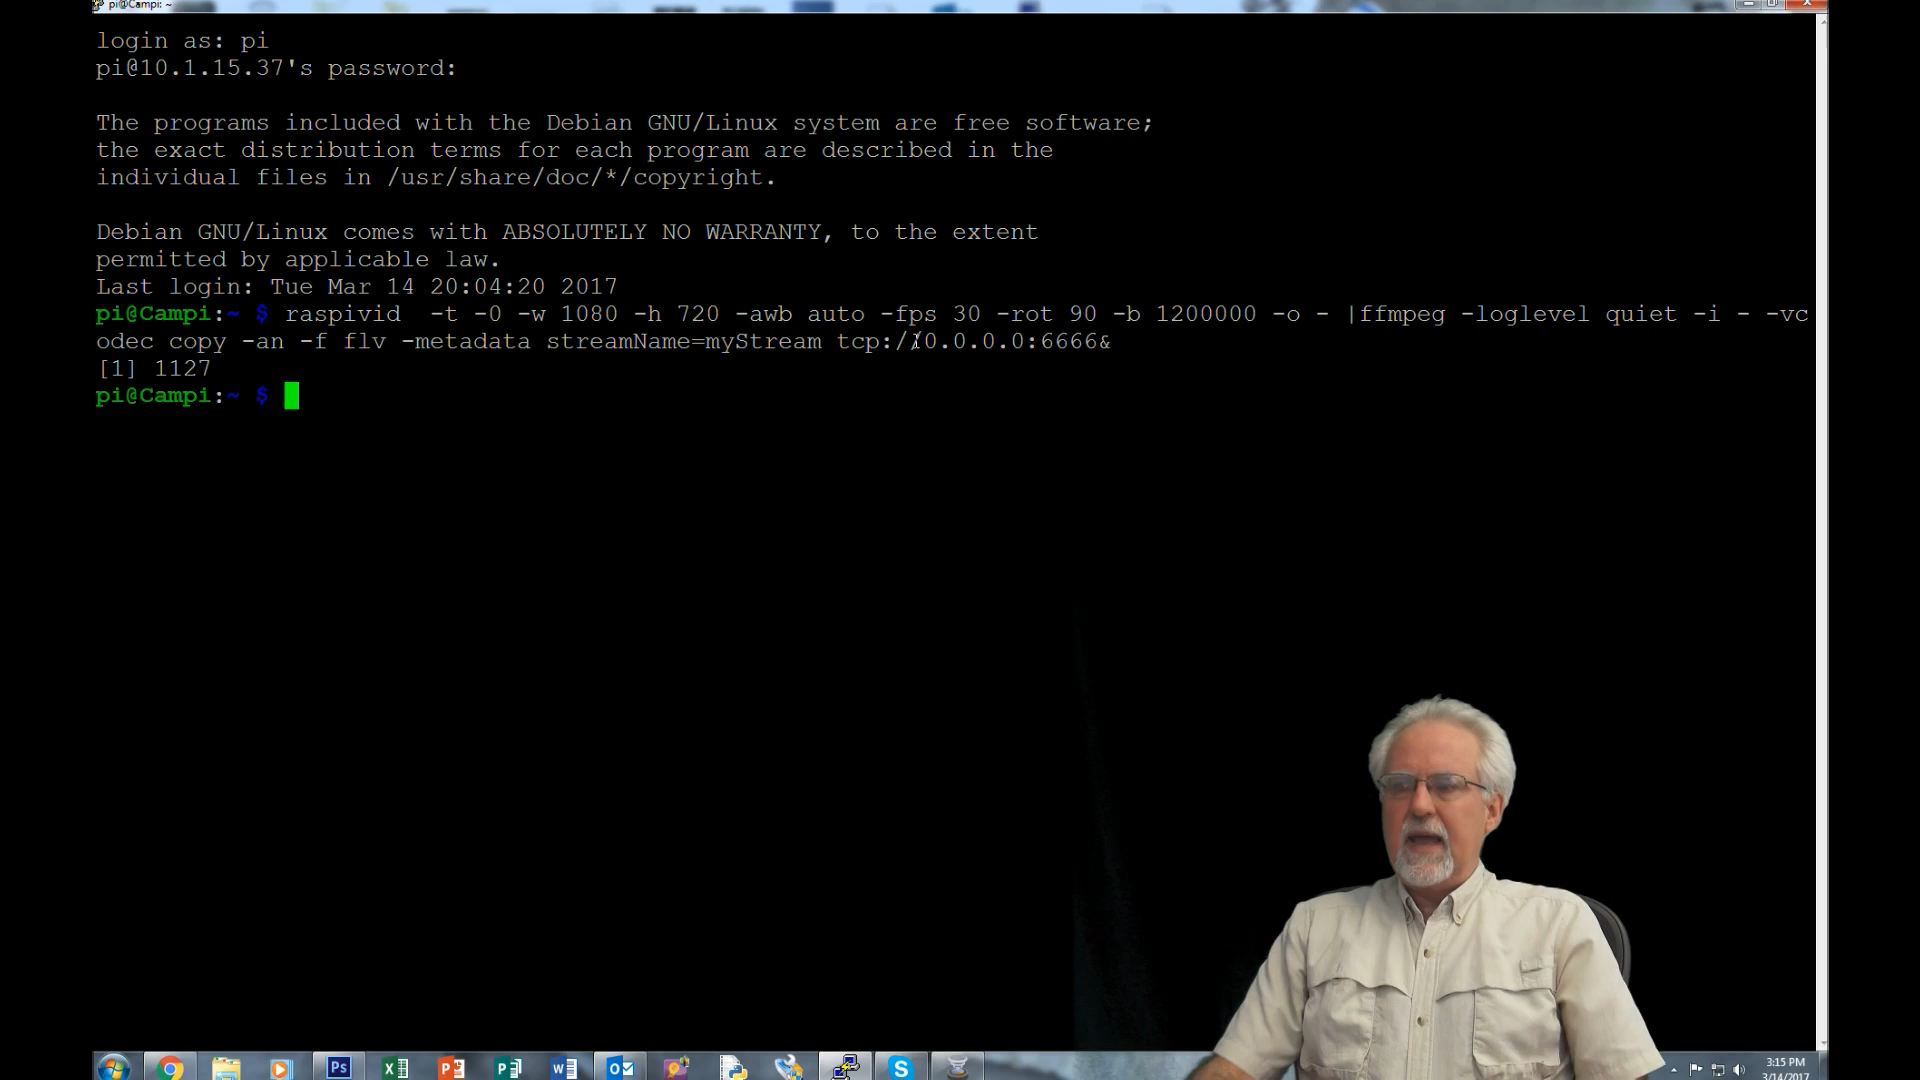 pi@Campi: ~
login as: pi
pi@10.1.15.37's password:
The programs included with the Debian GNU/Linux system are free software;
the exact distribution terms for each program are described in the
individual files in /usr/share/doc/*/copyright.
Debian GNU/Linux comes with ABSOLUTELY NO WARRANTY, to the extent
permitted by applicable law.
Last login: Tue Mar 14 20:04:20 2017
pi@Campi:~ $ raspivid  -t -0 -w 1080 -h 720 -awb auto -fps 30 -rot 90 -b 1200000 -o - |ffmpeg -loglevel quiet -i - -vc
odec copy -an -f flv -metadata streamName=myStream tcp://0.0.0.0:6666&
[1] 1127
pi@Campi:~ $
Ps
3:15 PM
3/14/2017